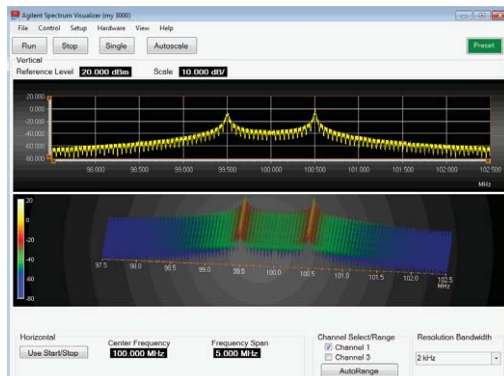 Agilent Spectrum Visualizer (my 3000)
File Control Setup Hardware View Help
Run Stop Single Autoscale Preset
Vertical
Reference Level 20.000 dBm Scale 10.000 dB/
20.000
0.000
-20.000
-40.000
-60.000
-80.000
98.000 98.500 99.000 99.500 100.000 100.500 101.000 101.500 102.000 102.500
MHz
20
0
-20
-40
-60
-80
97.5 98.0 98.5 99.0 99.5 100.0 100.5 101.0 101.5 102.0 102.5
MHz
Horizontal
Use Start/Stop
Center Frequency
100.000 MHz
Frequency Span
5.000 MHz
Channel Select/Range
Channel 1
Channel 3
AutoRange
Resolution Bandwidth
2 kHz